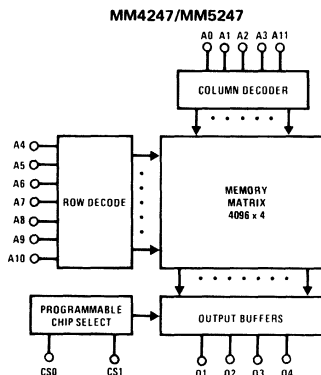 MM4247/MM5247
A0 A1 A2 A3 A11
COLUMN DECODER
A4
A5
A6
A7
A8
A9
A10
ROW DECODE
MEMORY
MATRIX
4096 x 4
PROGRAMMABLE
CHIP SELECT
OUTPUT BUFFERS
CS0 CS1
O1 O2 O3 O4